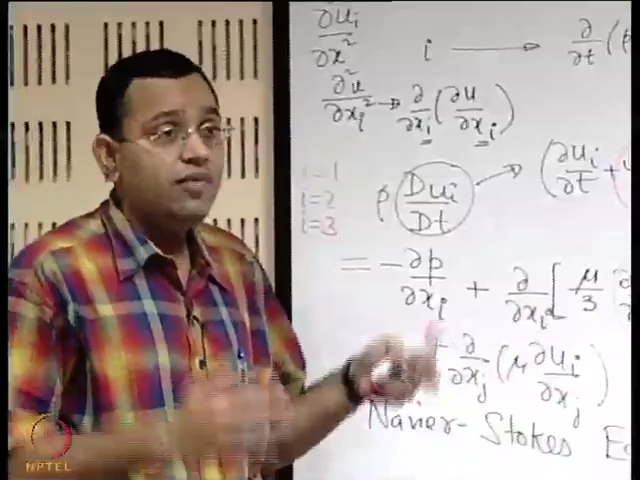 ∂uᵢ/∂x²
i ⟶ ∂/∂t(ρ
∂²u/∂xᵢ² → ∂/∂xᵢ(∂u/∂xᵢ)
i=1
i=2
i=3
ρ Duᵢ/Dt → (∂uᵢ/∂t + u
= -∂p/∂xᵢ + ∂/∂xᵢ[μ/3 ∂
+ ∂/∂xⱼ(μ ∂uᵢ/∂xⱼ)
Navier-Stokes E
NPTEL